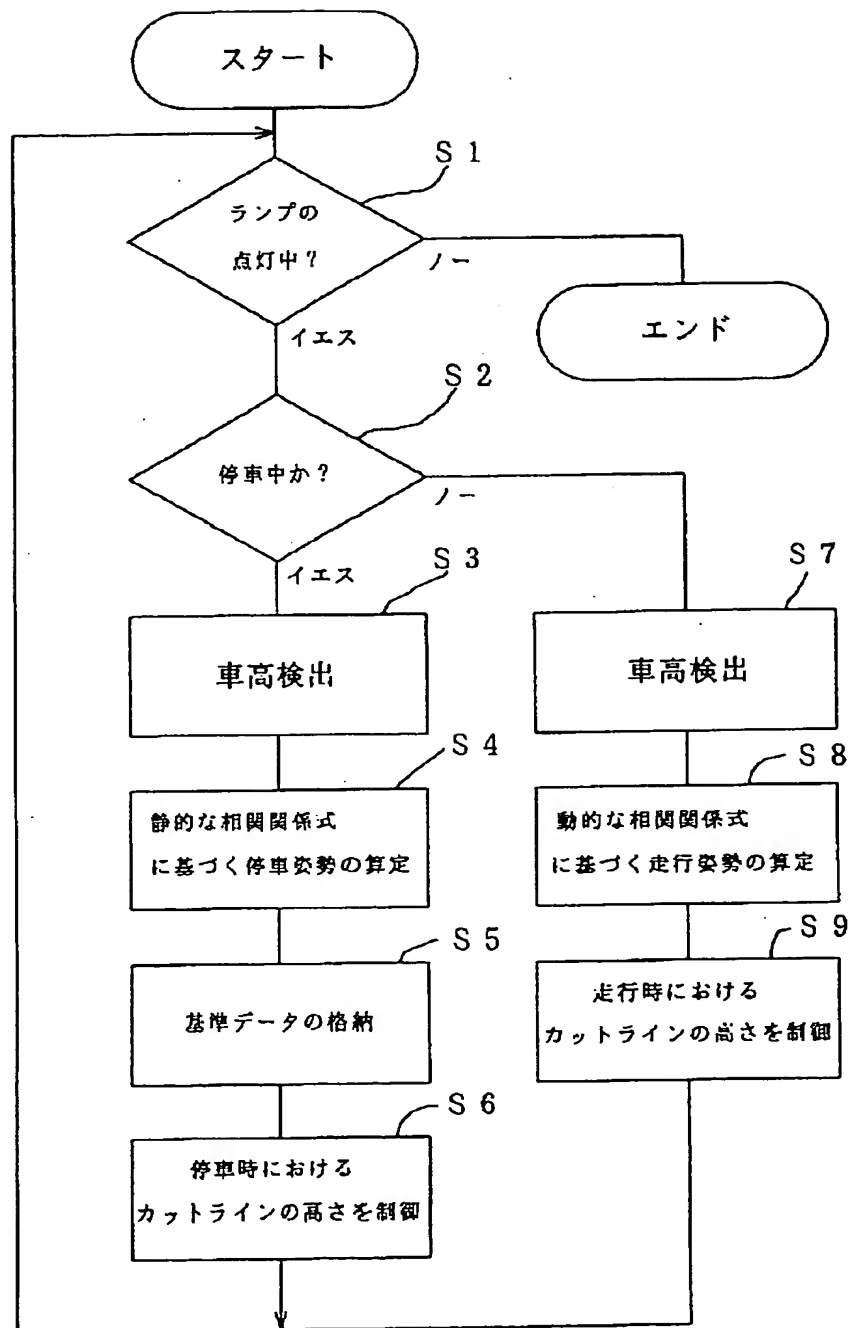 スタート
S 1
ランプの
点灯中?
ノー
エンド
イエス
S 2
停車中か?
ノー
イエス
S 3
車高検出
S 7
車高検出
S 4
静的な相関関係式
に基づく停車姿勢の算定
S 8
動的な相関関係式
に基づく走行姿勢の算定
S 5
基準データの格納
S 9
走行時における
カットラインの高さを制御
S 6
停車時における
カットラインの高さを制御